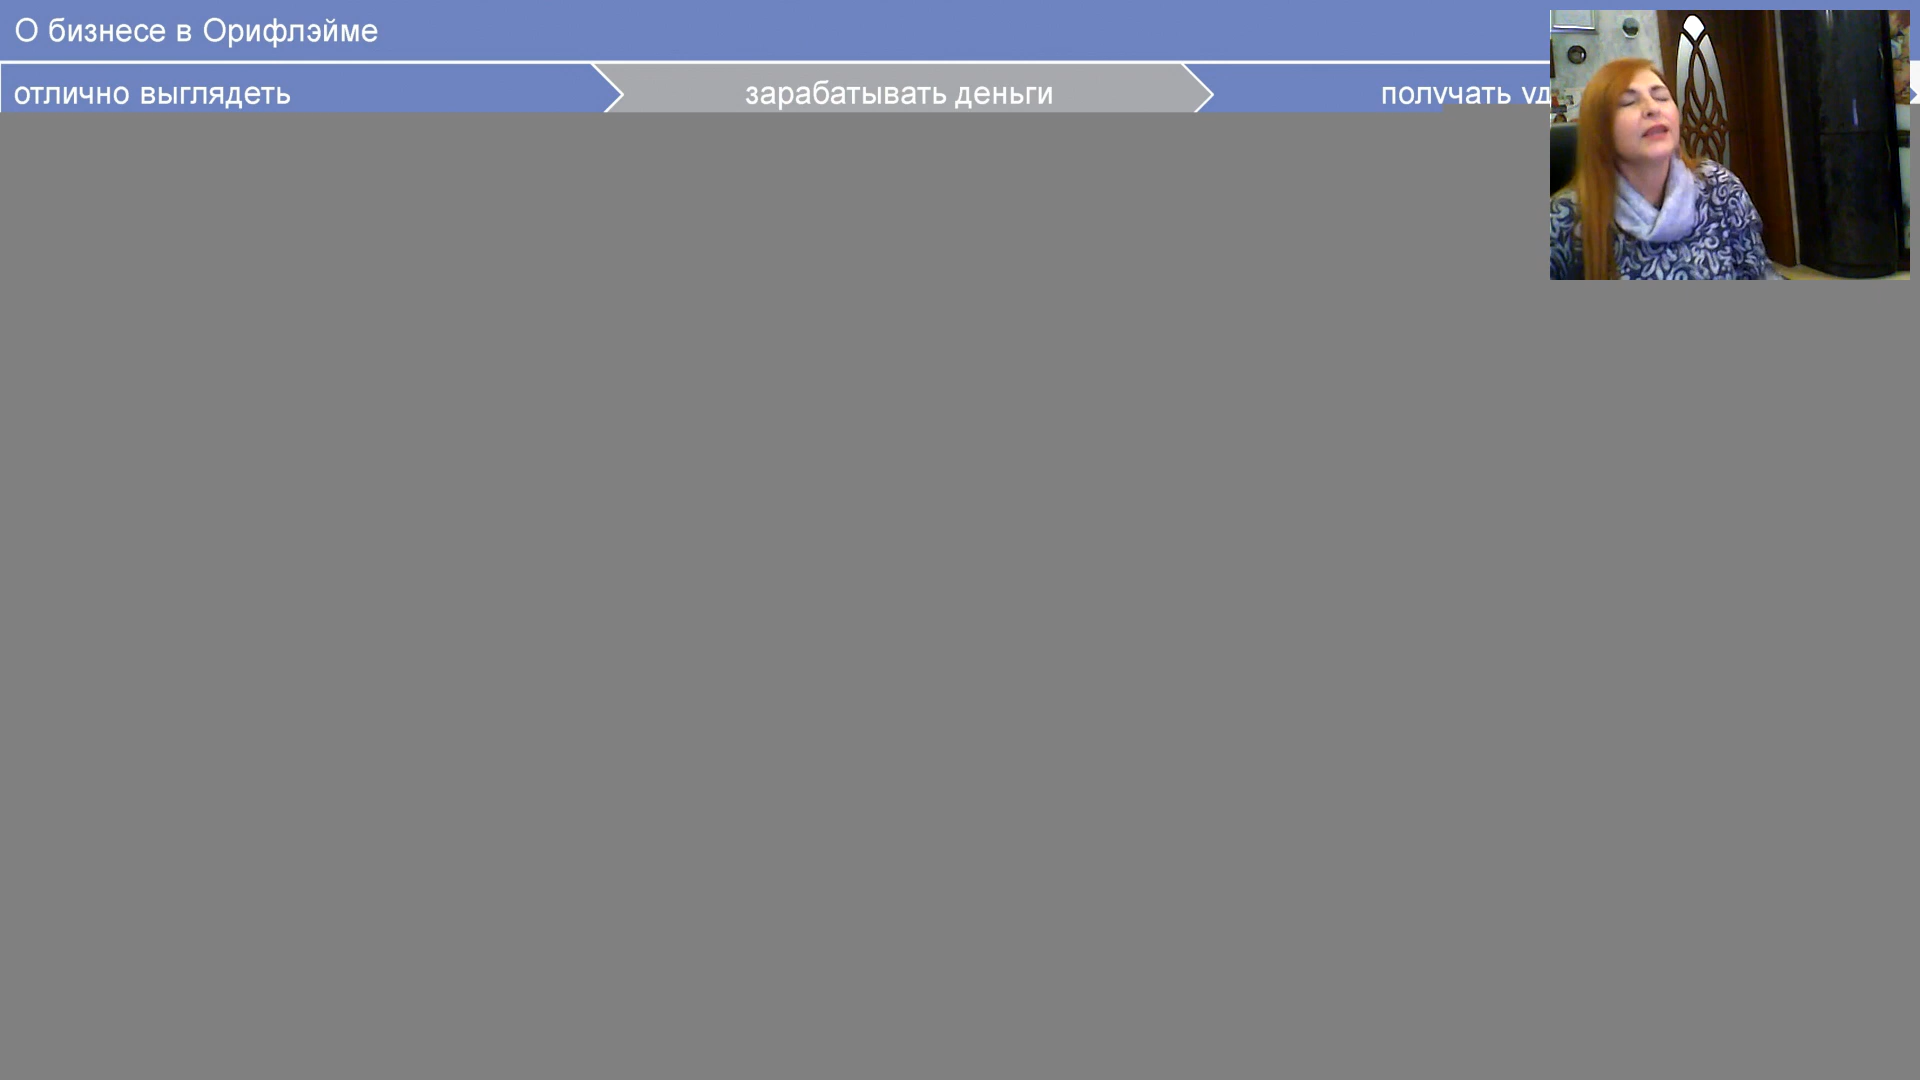 О бизнесе в Орифлэйме
отлично выглядеть
зарабатывать деньги
получать